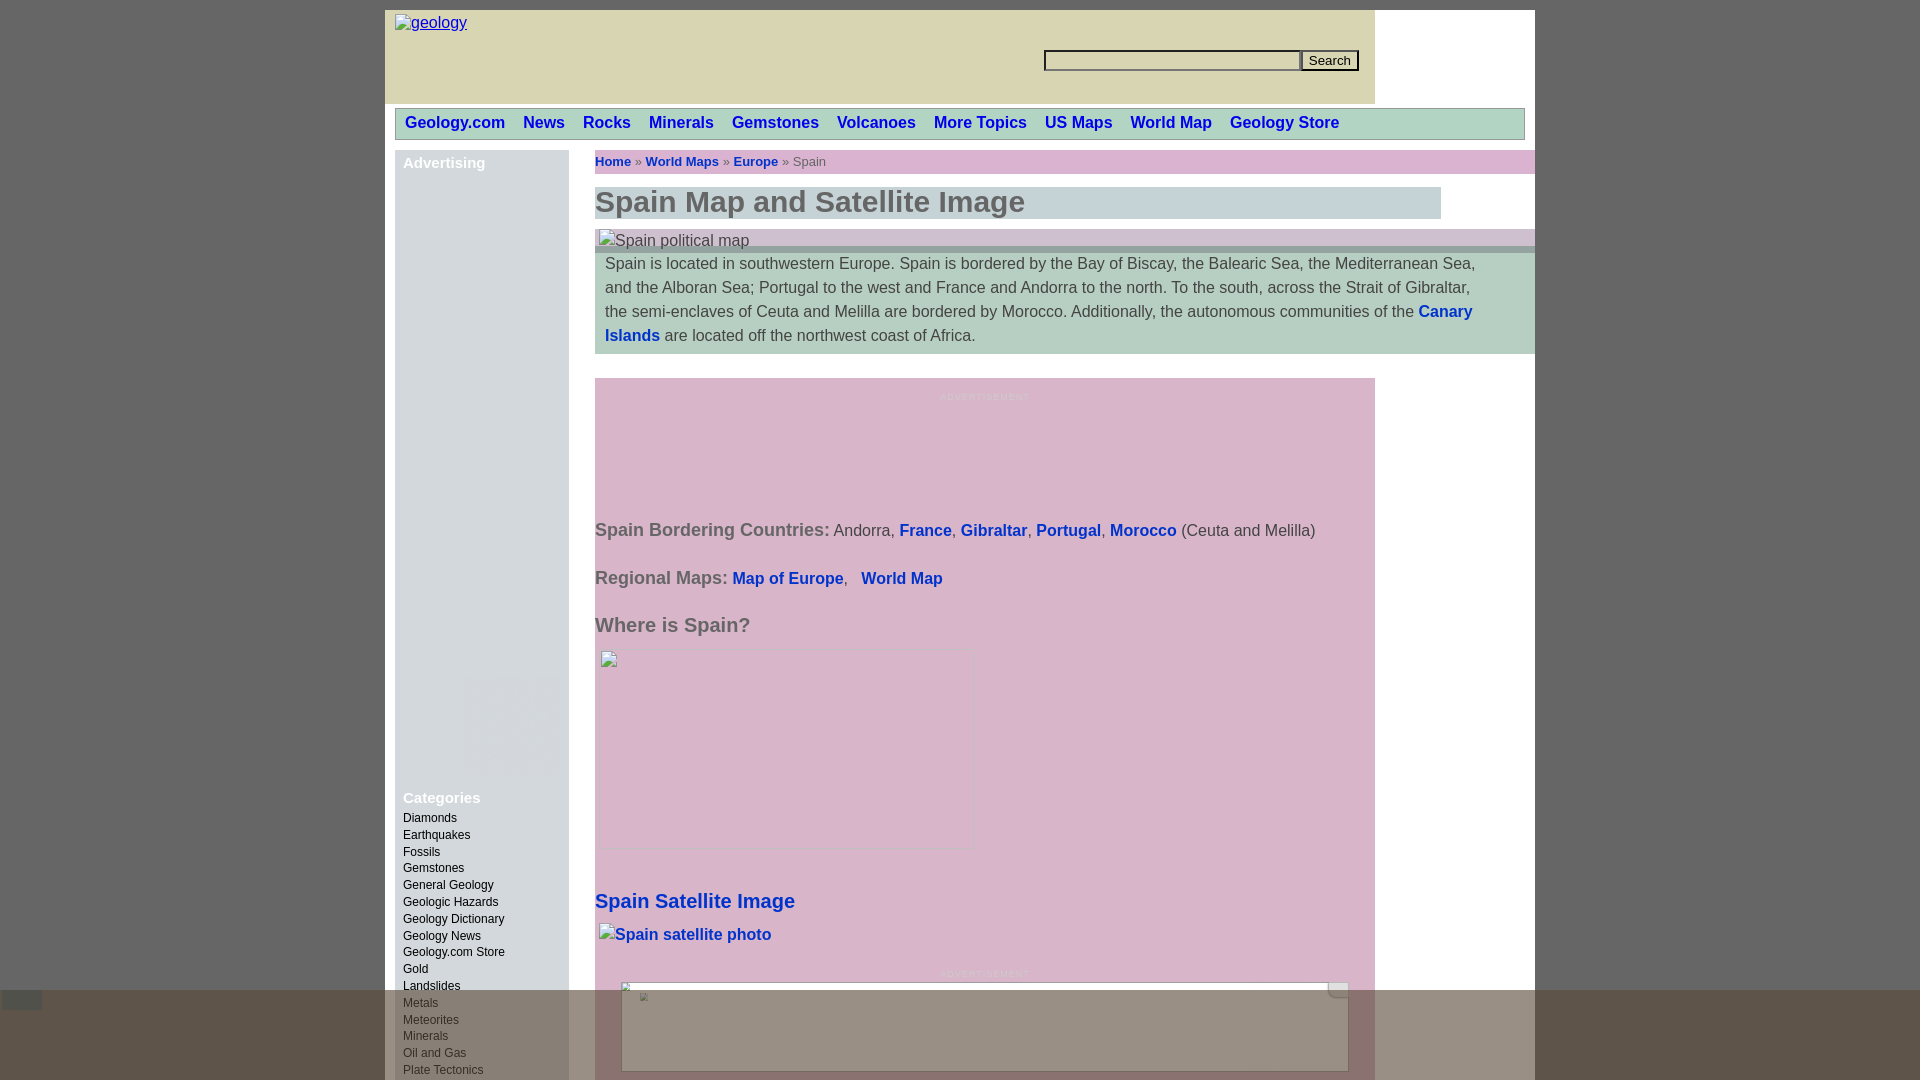 geology
Search
Geology.com News Rocks Minerals Gemstones Volcanoes More Topics US Maps World Map Geology Store
Advertising
Home » World Maps » Europe » Spain
Spain Map and Satellite Image
Spain political map
Spain is located in southwestern Europe. Spain is bordered by the Bay of Biscay, the Balearic Sea, the Mediterranean Sea,
and the Alboran Sea; Portugal to the west and France and Andorra to the north. To the south, across the Strait of Gibraltar,
the semi-enclaves of Ceuta and Melilla are bordered by Morocco. Additionally, the autonomous communities of the Canary
Islands are located off the northwest coast of Africa.
ADVERTISEMENT
Spain Bordering Countries: Andorra, France, Gibraltar, Portugal, Morocco (Ceuta and Melilla)
Regional Maps: Map of Europe, World Map
Where is Spain?
Spain Satellite Image
Spain satellite photo
ADVERTISEMENT
Categories
Diamonds
Earthquakes
Fossils
Gemstones
General Geology
Geologic Hazards
Geology Dictionary
Geology News
Geology.com Store
Gold
Landslides
Metals
Meteorites
Minerals
Oil and Gas
Plate Tectonics